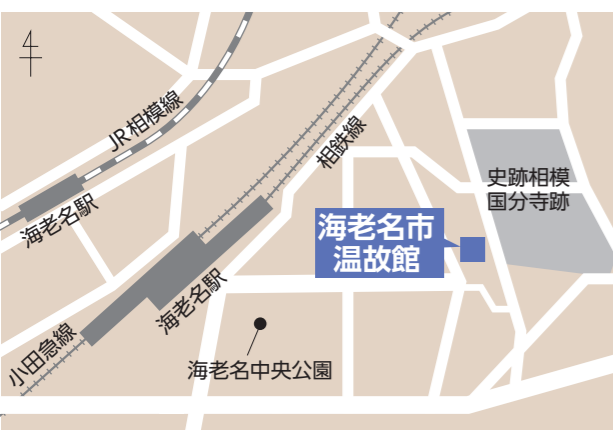 JR相模線
相鉄線
史跡相模
国分寺跡
海老名駅
海老名市
温故館
海老名駅
小田急線
海老名中央公園